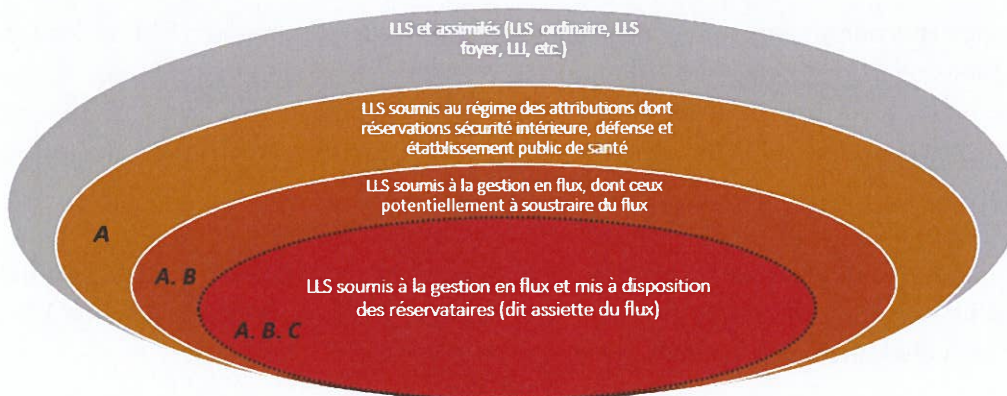 LLS et assimilés (LLS ordinaire, LLS
foyer, LLI, etc.)
LLS soumis au régime des attributions dont
réservations sécurité intérieure, défense et
étatblissement public de santé
LLS soumis à la gestion en flux, dont ceux
potentiellement à soustraire du flux
A
A. B
LLS soumis à la gestion en flux et mis à disposition
des réservataires (dit assiette du flux)
A. B. C